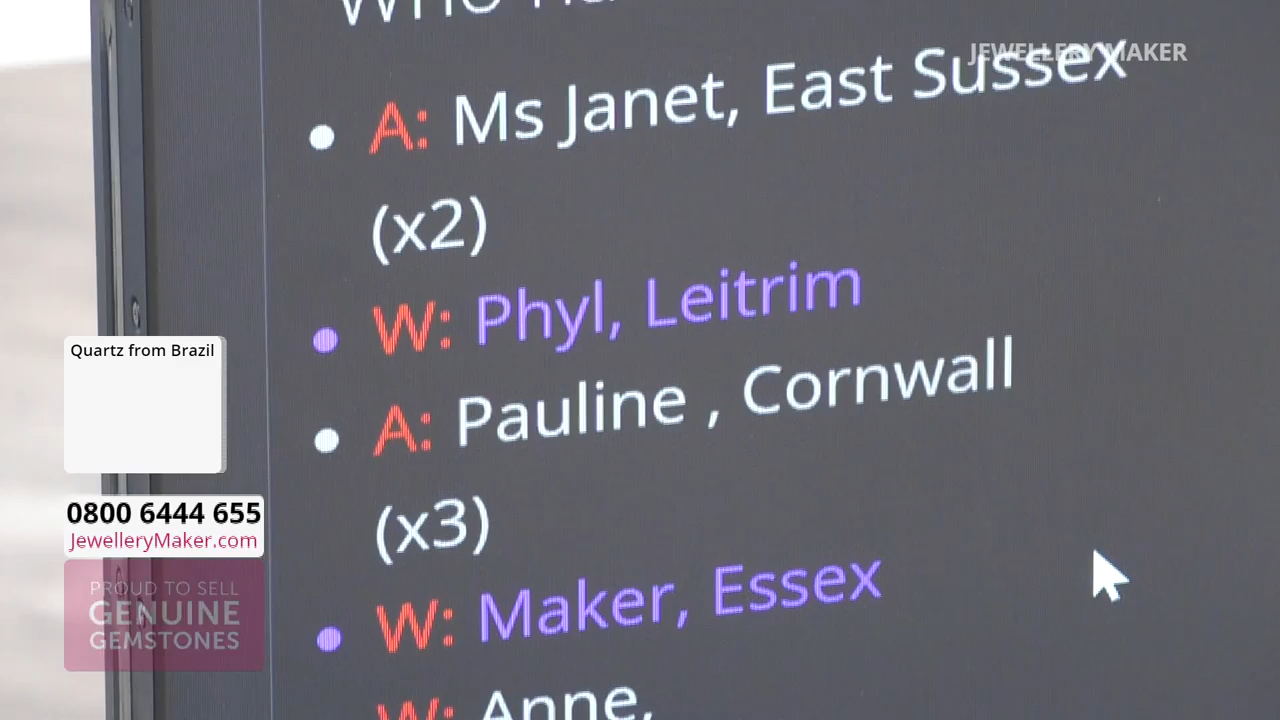 JEWELLERY MAKER
A: Ms Janet, East Sussex
(x2)
W: Phyl, Leitrim
A: Pauline , Cornwall
(x3)
W: Maker, Essex
W: Anne,
Quartz from Brazil
0800 6444 655
JewelleryMaker.com
PROUD TO SELL
GENUINE
GEMSTONES